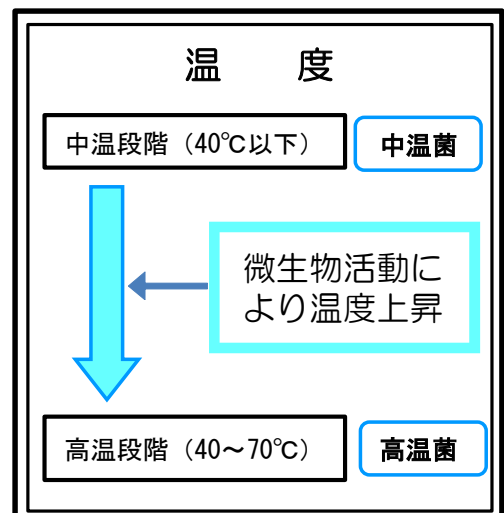 温　度
中温段階（40℃以下）
中温菌
微生物活動に
より温度上昇
高温段階（40～70℃）
高温菌